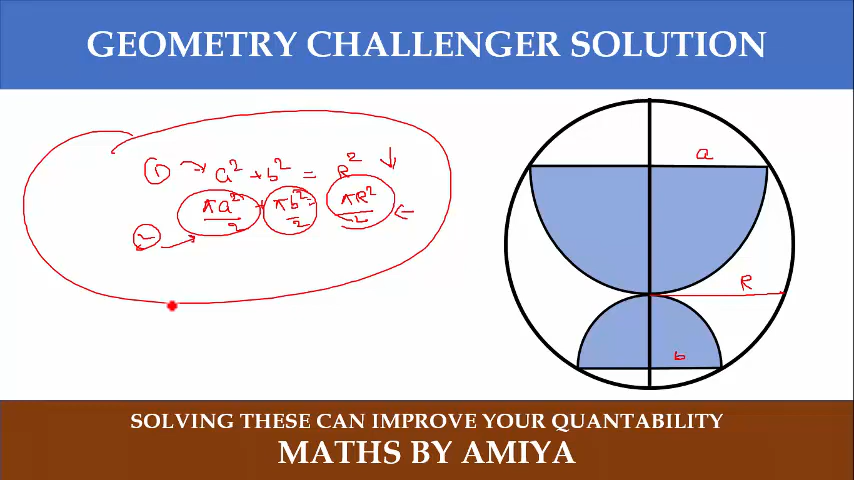 GEOMETRY CHALLENGER SOLUTION
① → a² + b² = R² ↓
② → πa²/2 + πb²/2 = πR²/2 ←
a
R
b
SOLVING THESE CAN IMPROVE YOUR QUANTABILITY
MATHS BY AMIYA